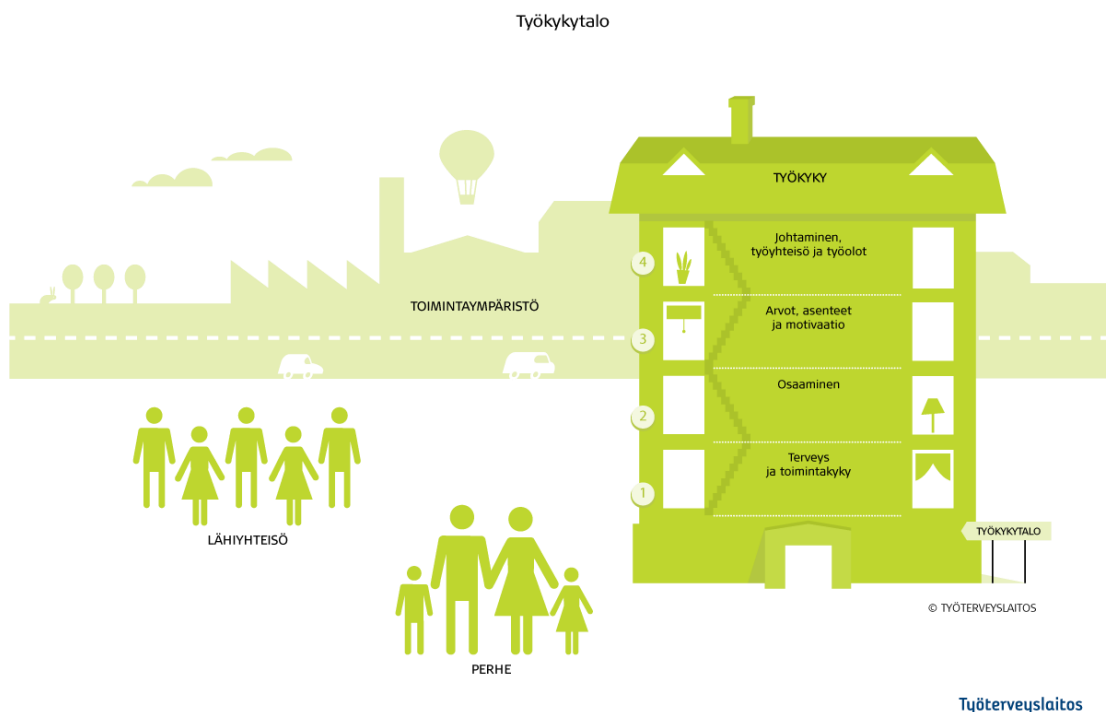 Työkykytalo
TYÖKYKY
4
Johtaminen,
työyhteisö ja työolot
TOIMINTAYMPÄRISTÖ
3
Arvot, asenteet
ja motivaatio
2
Osaaminen
1
Terveys
ja toimintakyky
LÄHIYHTEISÖ
TYÖKYKYTALO
© TYÖTERVEYSLAITOS
PERHE
Työterveyslaitos